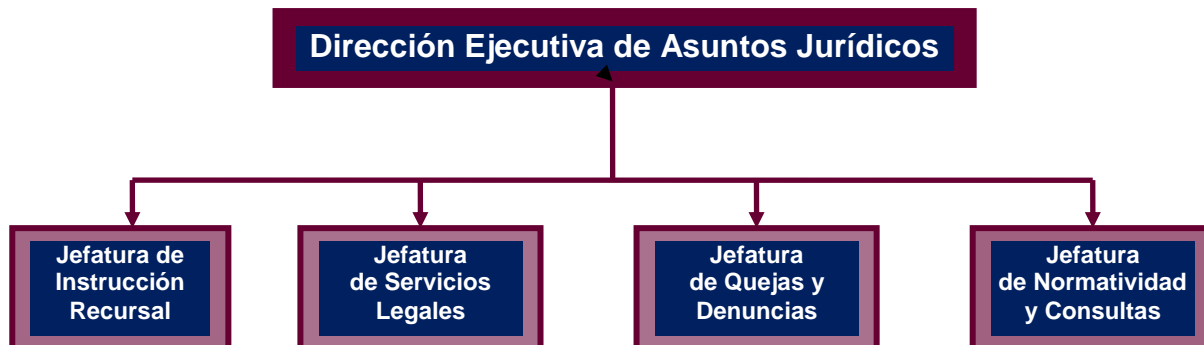 Dirección Ejecutiva de Asuntos Jurídicos
Jefatura de
Instrucción
Recursal
Jefatura
de Servicios
Legales
Jefatura
de Quejas y
Denuncias
Jefatura
de Normatividad
y Consultas